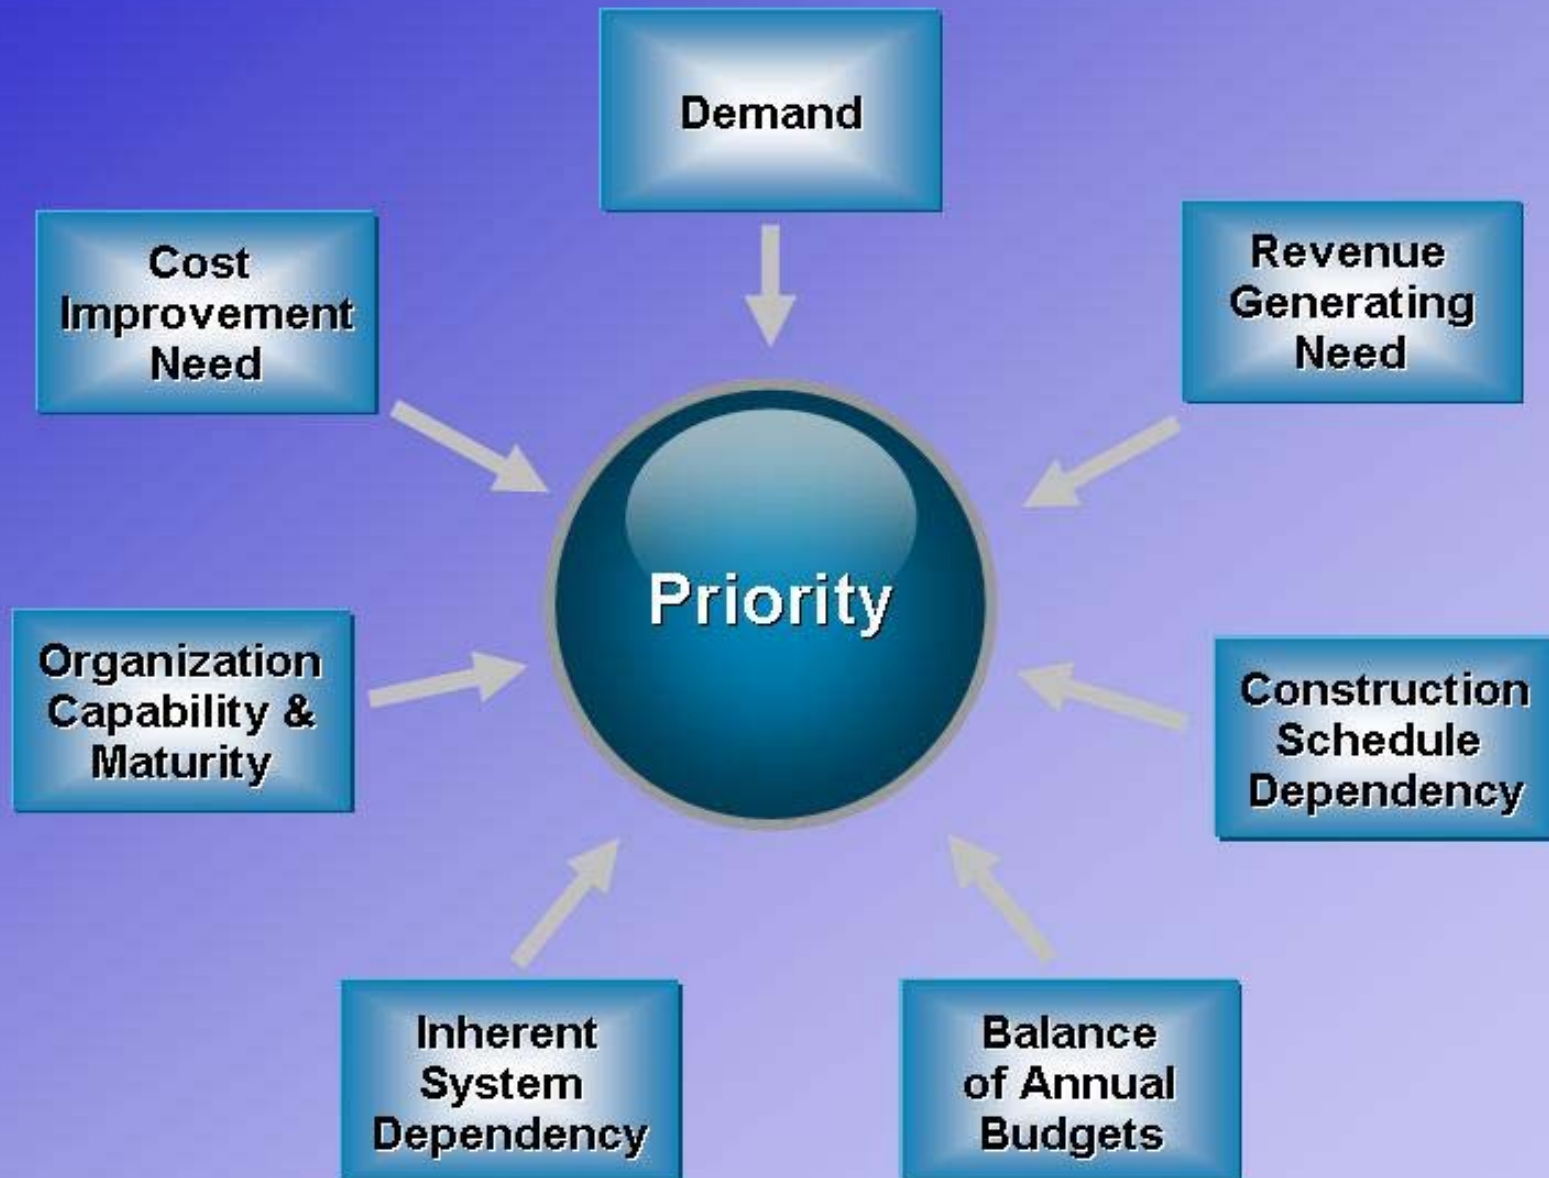 Demand
Cost
Improvement
Need
Revenue
Generating
Need
Priority
Organization
Capability &
Maturity
Construction
Schedule
Dependency
Inherent
System
Dependency
Balance
of Annual
Budgets